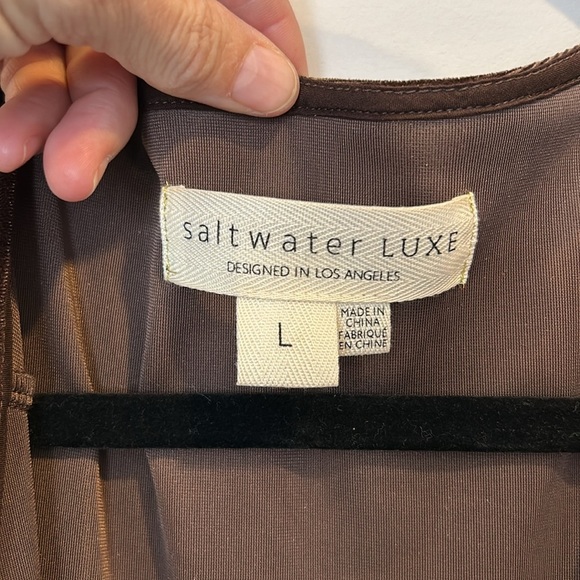 saltwater LUXE
DESIGNED IN LOS ANGELES
L
MADE IN
CHINA
FABRIQUÉ
EN CHINE